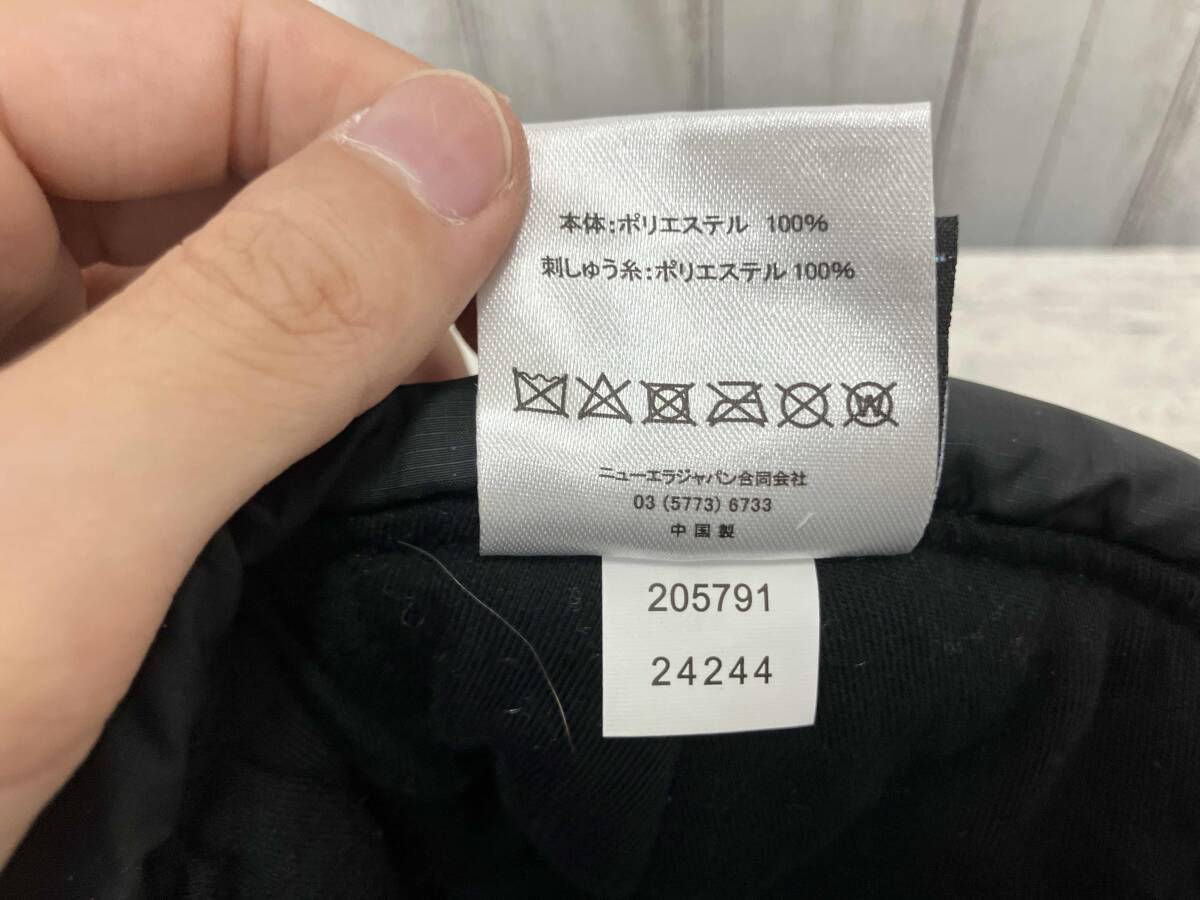 本体:ポリエステル 100%
刺しゅう糸:ポリエステル 100%
W
ニューエラジャパン合同会社
03 (5773) 6733
中国製
205791
24244